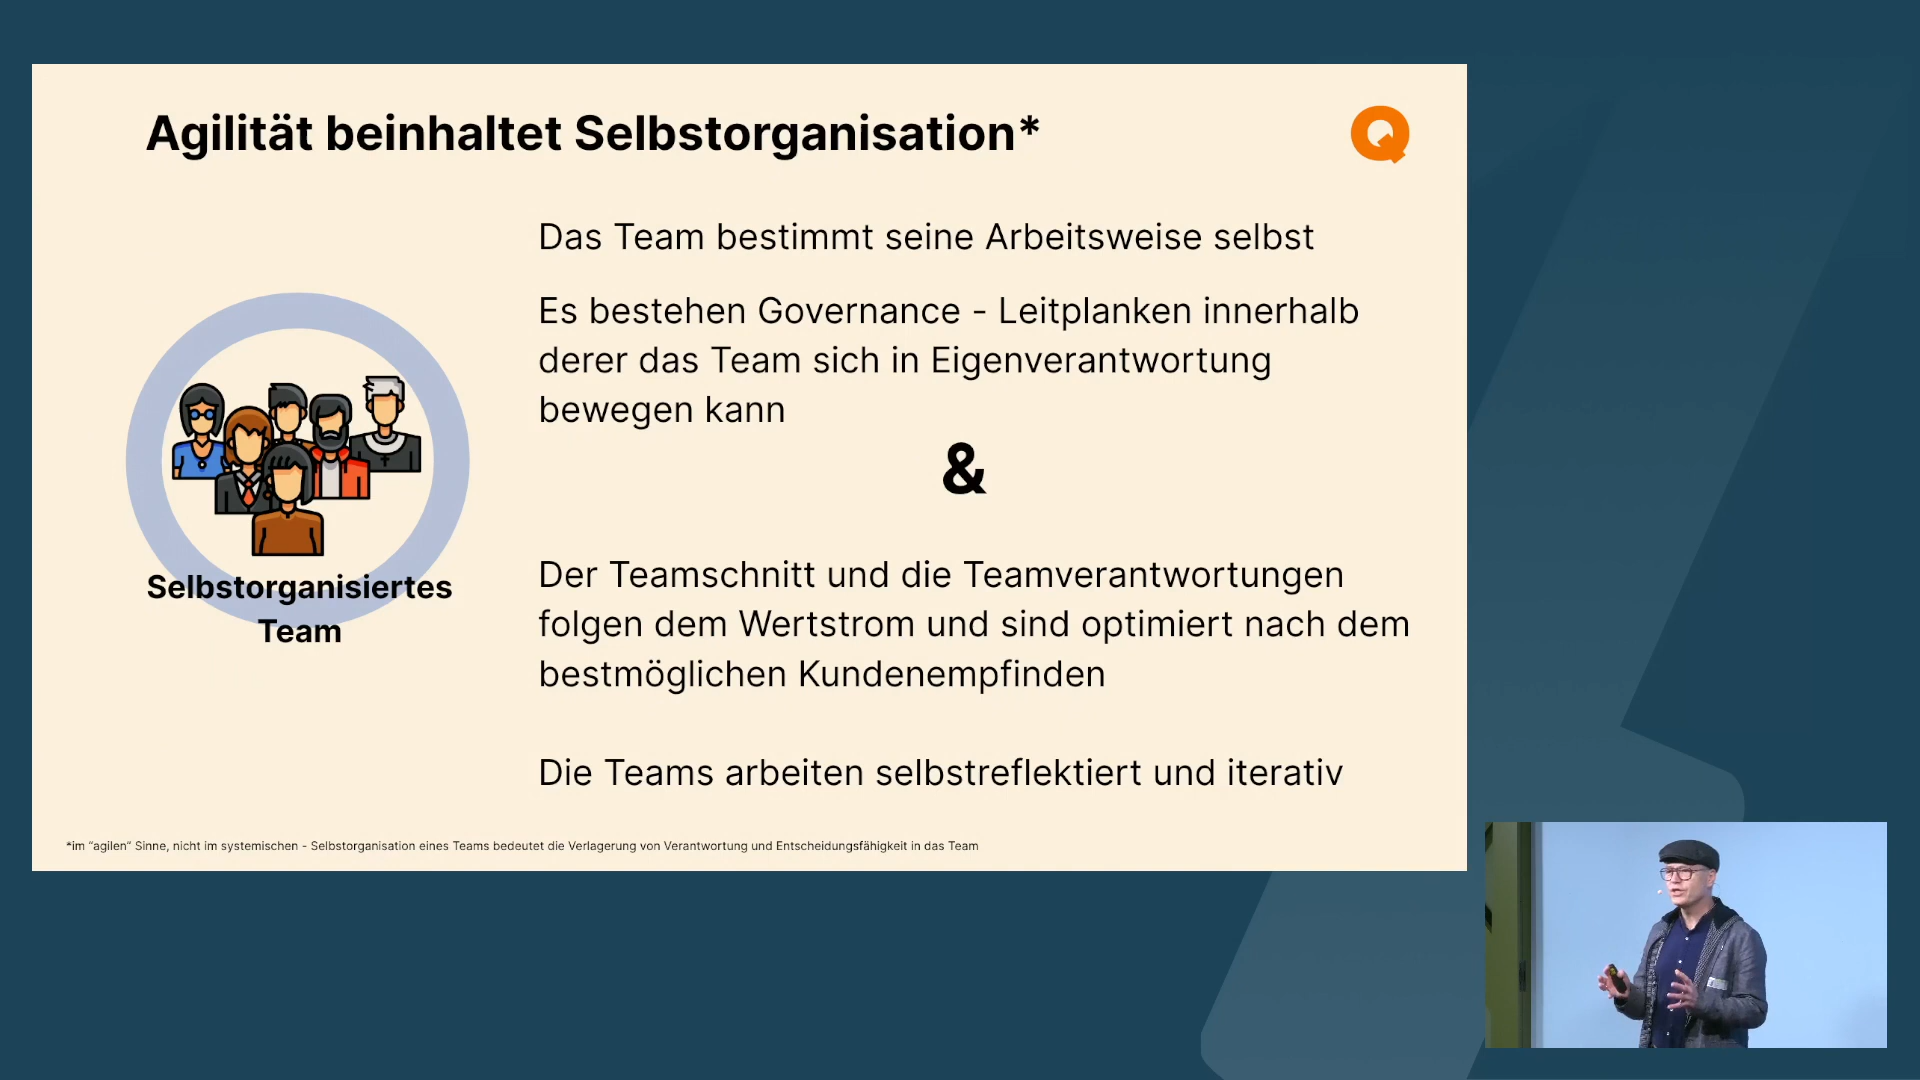 Agilität beinhaltet Selbstorganisation*
Q
Das Team bestimmt seine Arbeitsweise selbst
Es bestehen Governance - Leitplanken innerhalb
derer das Team sich in Eigenverantwortung
bewegen kann
&
Selbstorganisiertes
Team
Der Teamschnitt und die Teamverantwortungen
folgen dem Wertstrom und sind optimiert nach dem
bestmöglichen Kundenempfinden
Die Teams arbeiten selbstreflektiert und iterativ
*im “agilen” Sinne, nicht im systemischen - Selbstorganisation eines Teams bedeutet die Verlagerung von Verantwortung und Entscheidungsfähigkeit in das Team